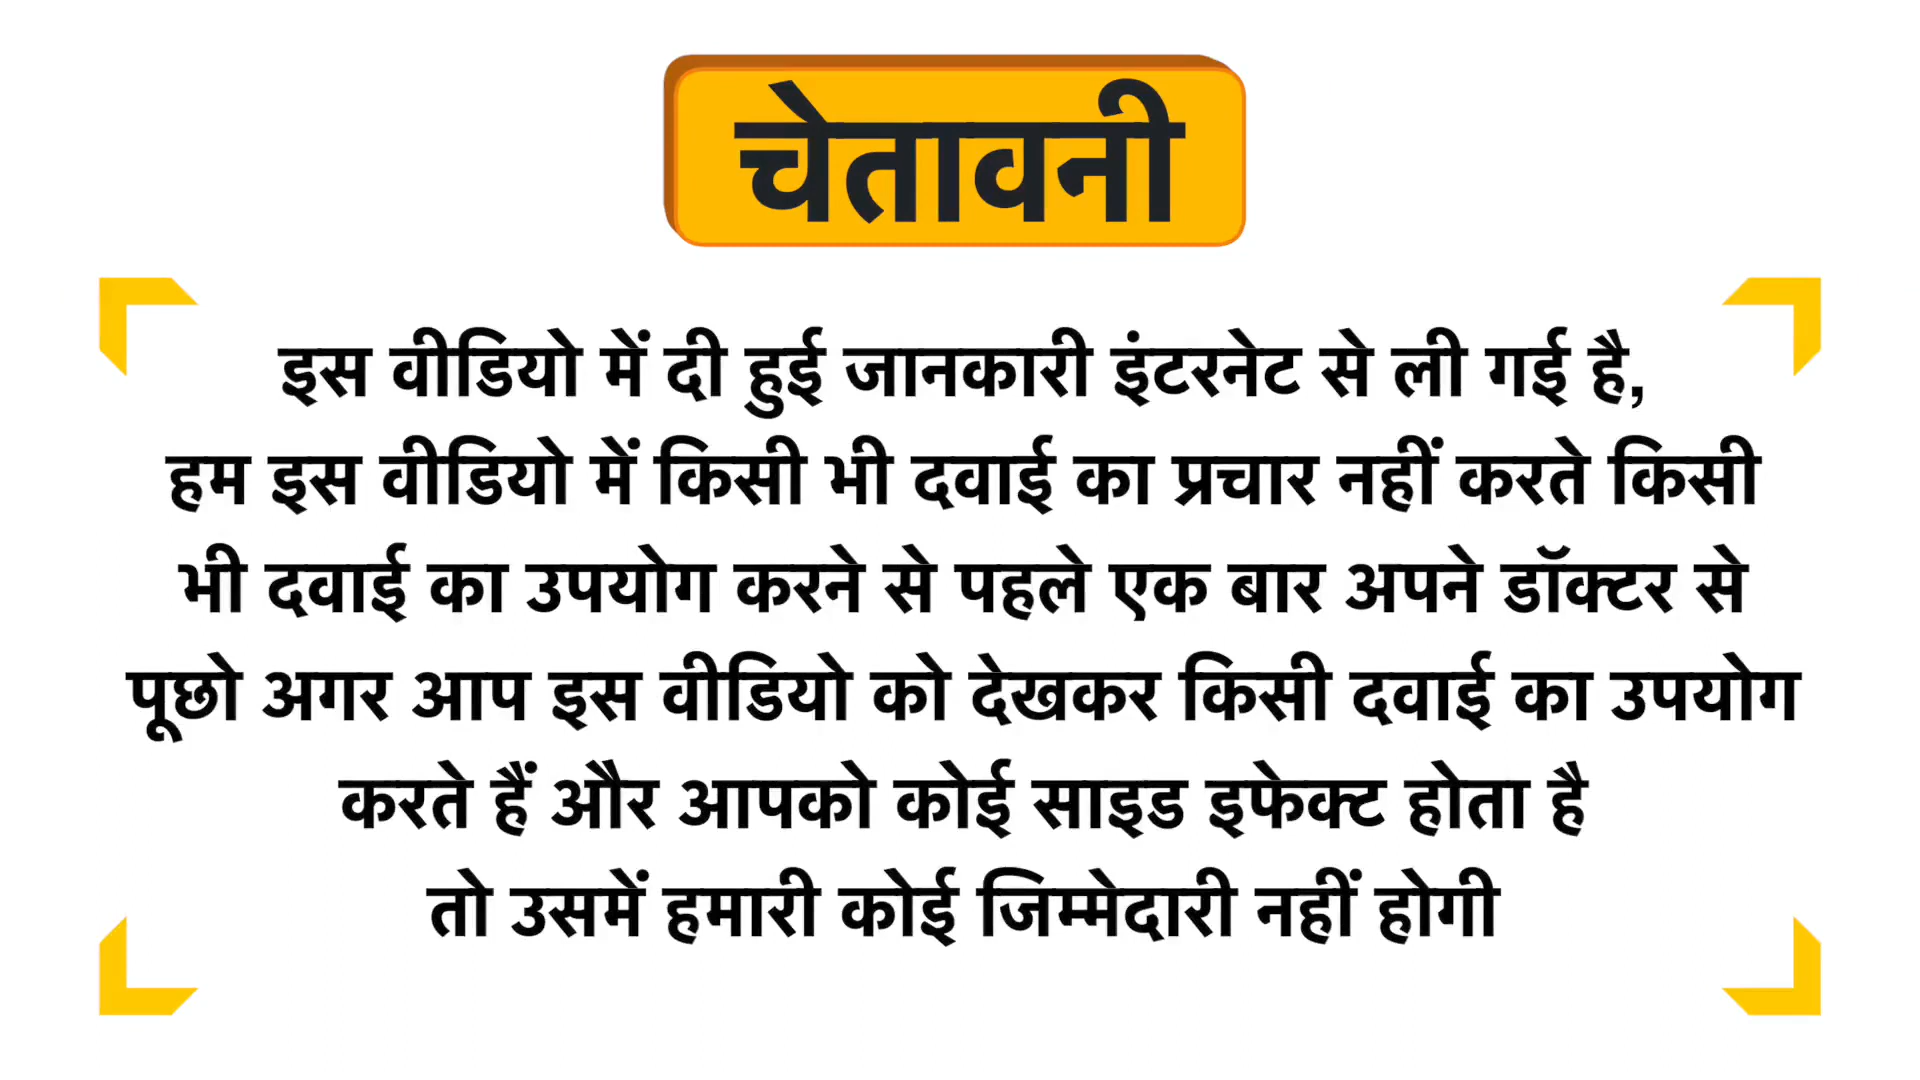 चेतावनी
इस वीडियो में दी हुई जानकारी इंटरनेट से ली गई है,
हम इस वीडियो में किसी भी दवाई का प्रचार नहीं करते किसी
भी दवाई का उपयोग करने से पहले एक बार अपने डॉक्टर से
पूछो अगर आप इस वीडियो को देखकर किसी दवाई का उपयोग
करते हैं और आपको कोई साइड इफेक्ट होता है
तो उसमें हमारी कोई जिम्मेदारी नहीं होगी